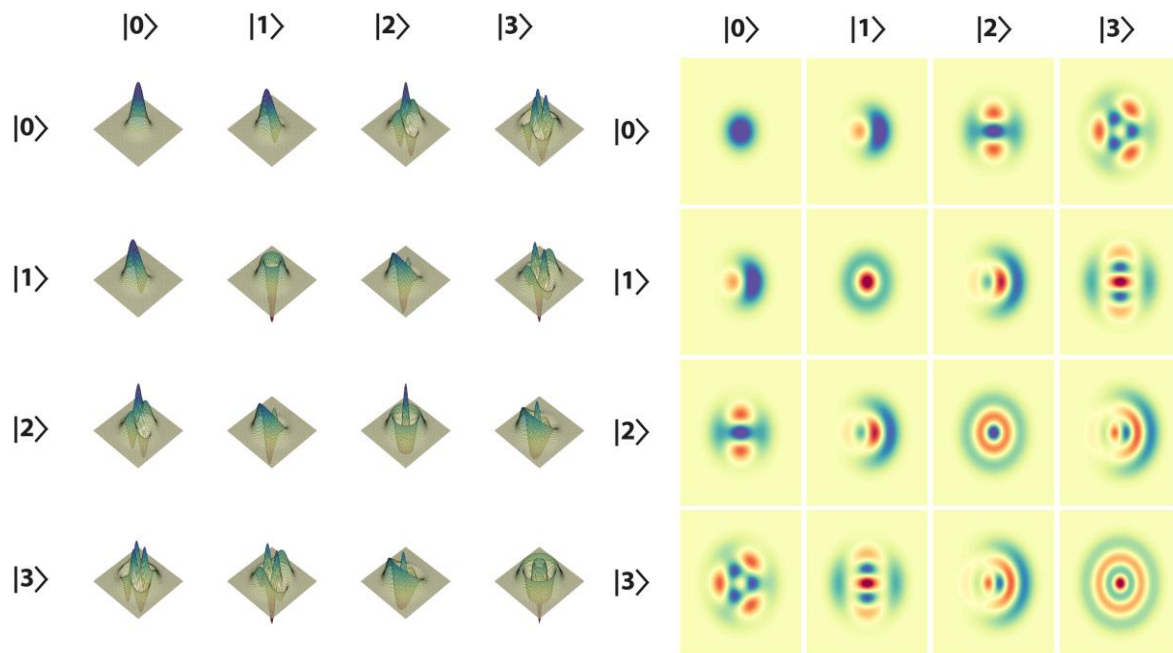 |0⟩ |1⟩ |2⟩ |3⟩ |0⟩ |1⟩ |2⟩ |3⟩
|0⟩ |0⟩
|1⟩ |1⟩
|2⟩ |2⟩
|3⟩ |3⟩